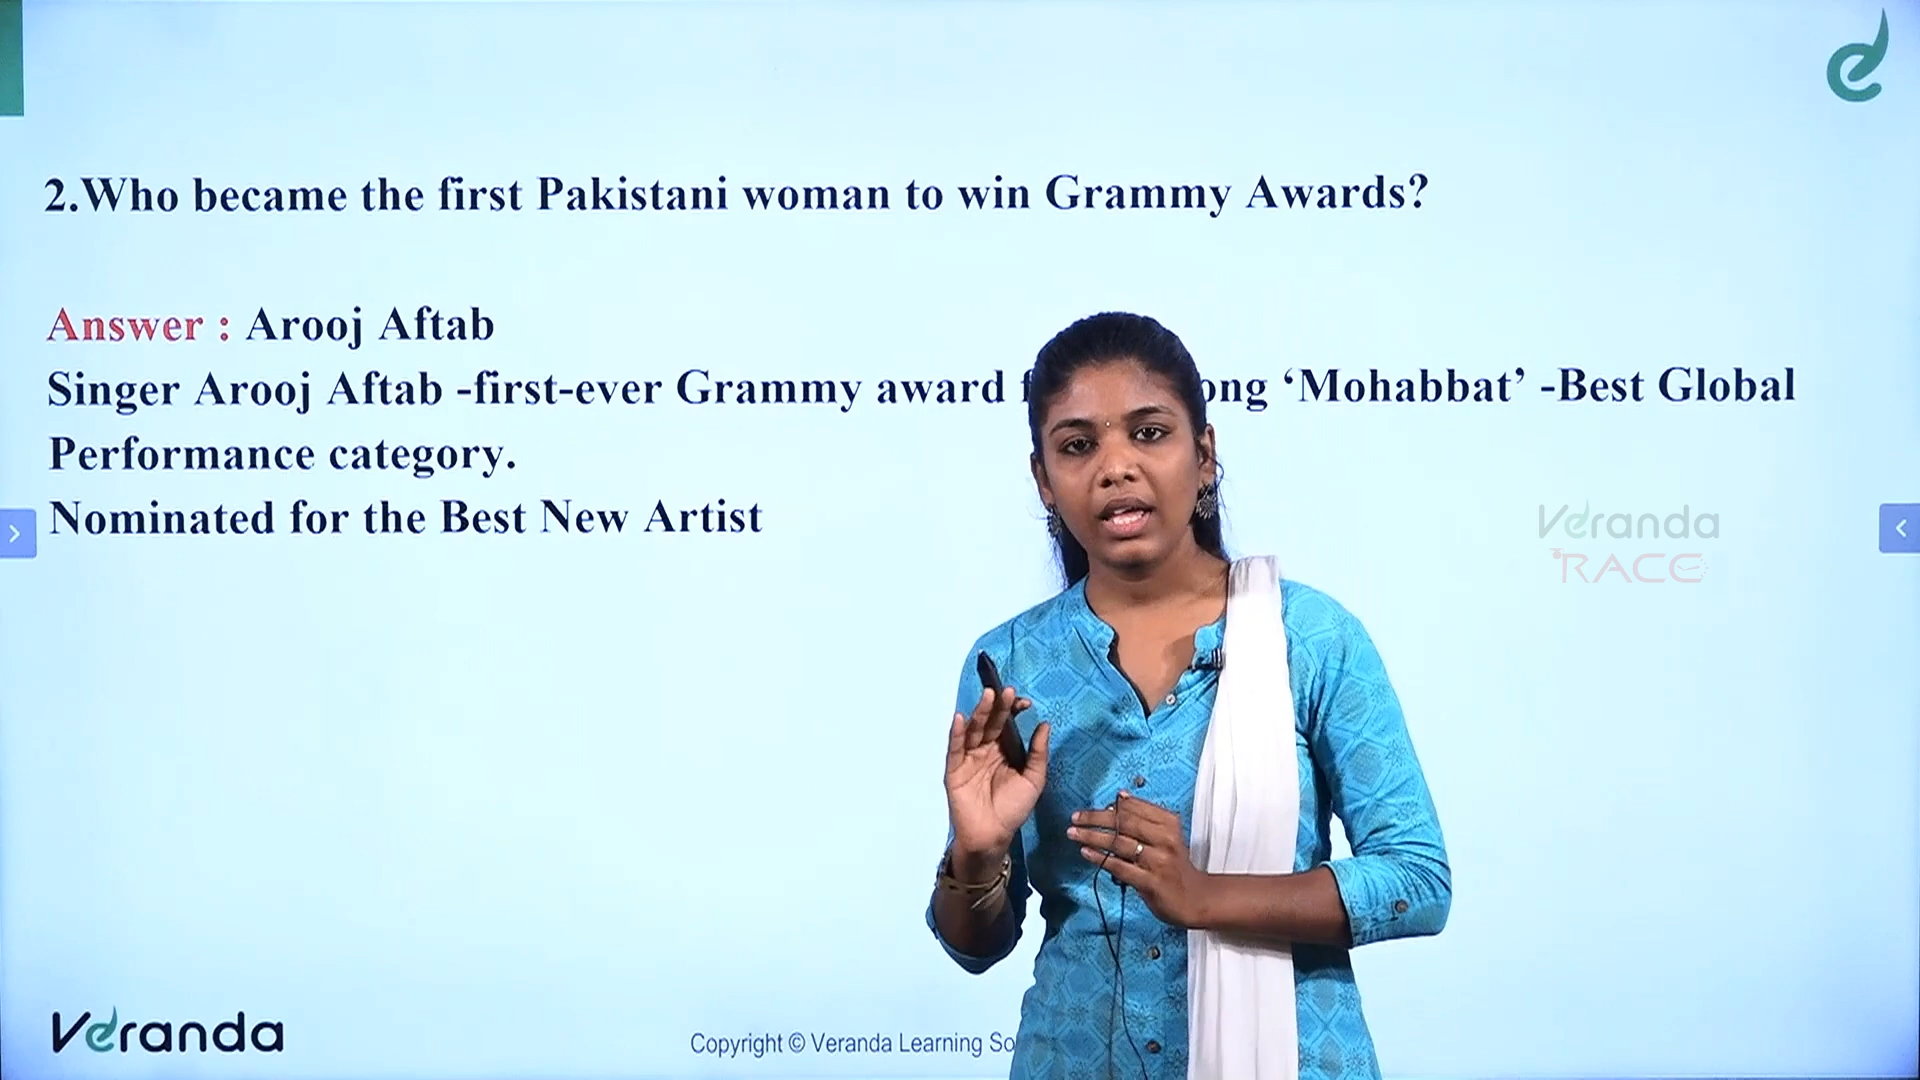 2.Who became the first Pakistani woman to win Grammy Awards?
Answer : Arooj Aftab
Singer Arooj Aftab -first-ever Grammy award ong ‘Mohabbat’ -Best Global
Performance category.
Nominated for the Best New Artist
Veranda
RACE
Veranda
Copyright © Veranda Learning So